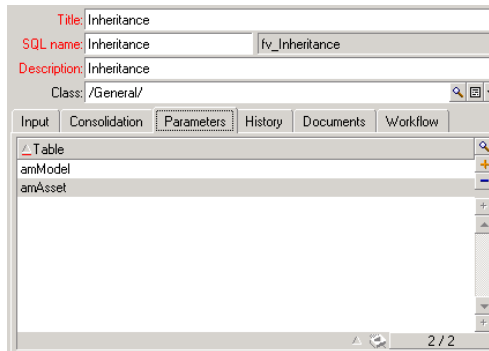 Title: Inheritance
SQL name: Inheritance fv_Inheritance
Description: Inheritance
Class: /General/
Input Consolidation Parameters History Documents Workflow
Table
amModel
amAsset
2 / 2